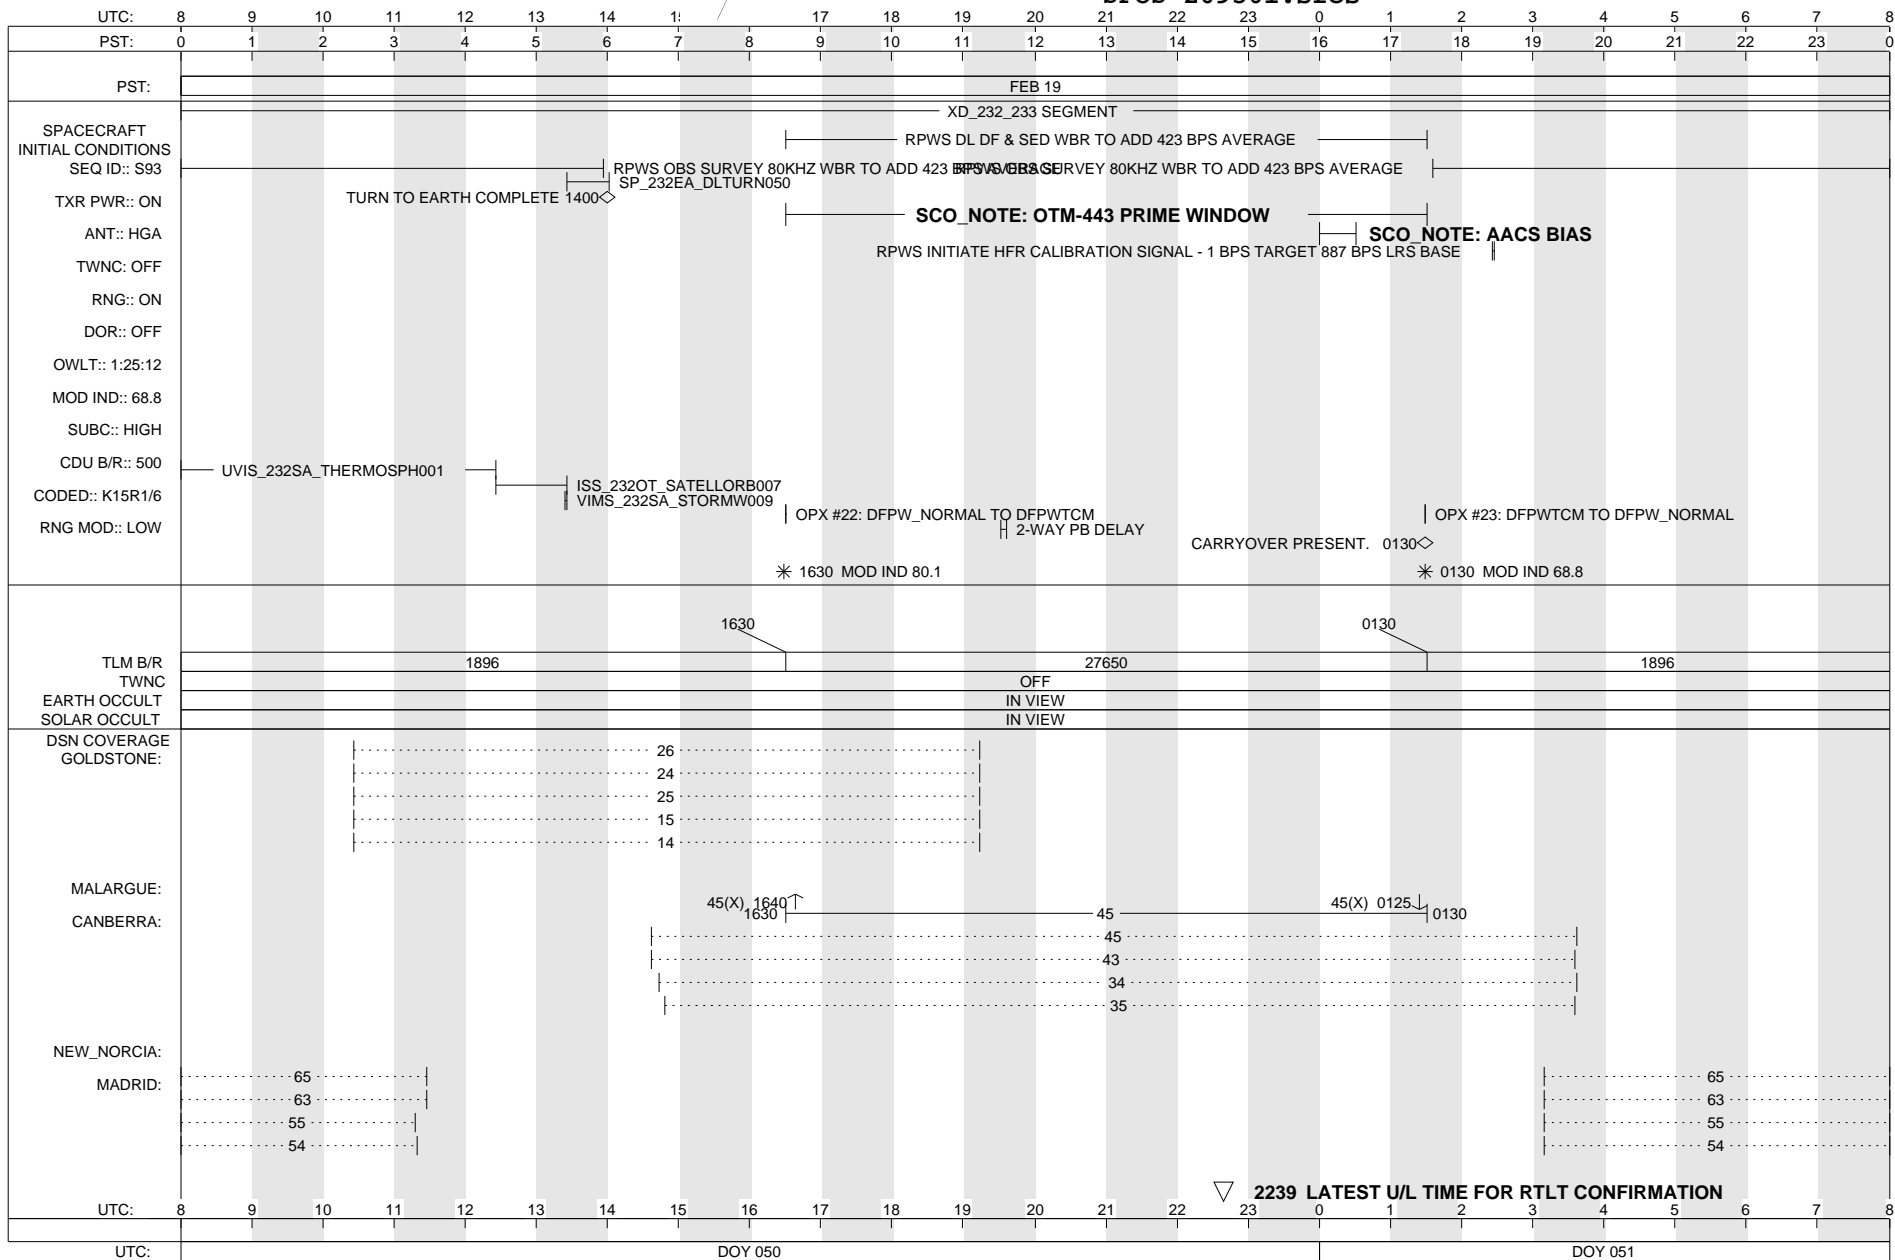 UTC: 8 9 10 11 12 13 14 17 18 19 20 21 22 23 0 1 2 3 4 5 6 7 8
PST: 0 1 2 3 4 5 6 7 8 9 10 11 12 13 14 15 16 17 18 19 20 21 22 23 0
PST: FEB 19
XD_232_233 SEGMENT
SPACECRAFT
INITIAL CONDITIONS
RPWS DL DF & SED WBR TO ADD 423 BPS AVERAGE
SEQ ID:: S93
RPWS OBS SURVEY 80KHZ WBR TO ADD 423 BPS AVERAGE
RPWS OBS SURVEY 80KHZ WBR TO ADD 423 BPS AVERAGE
SP_232EA_DLTURN050
TURN TO EARTH COMPLETE 1400
TXR PWR:: ON
SCO_NOTE: OTM-443 PRIME WINDOW
ANT:: HGA
SCO_NOTE: AACS BIAS
RPWS INITIATE HFR CALIBRATION SIGNAL - 1 BPS TARGET 887 BPS LRS BASE
TWNC: OFF
RNG:: ON
DOR:: OFF
OWLT:: 1:25:12
MOD IND:: 68.8
SUBC:: HIGH
CDU B/R:: 500
UVIS_232SA_THERMOSPH001
ISS_232OT_SATELLORB007
CODED:: K15R1/6
VIMS_232SA_STORMW009
OPX #22: DFPW_NORMAL TO DFPWTCM
OPX #23: DFPWTCM TO DFPW_NORMAL
RNG MOD:: LOW
2-WAY PB DELAY
CARRYOVER PRESENT. 0130
1630 MOD IND 80.1
0130 MOD IND 68.8
1630 0130
TLM B/R 1896 27650 1896
TWNC OFF
EARTH OCCULT IN VIEW
SOLAR OCCULT IN VIEW
DSN COVERAGE
GOLDSTONE:
26
24
25
15
14
MALARGUE:
45(X) 1640 45(X) 0125
CANBERRA:
1630 45 0130
45
43
34
35
NEW_NORCIA:
MADRID:
65 65
63 63
55 55
54 54
2239 LATEST U/L TIME FOR RTLT CONFIRMATION
UTC: 8 9 10 11 12 13 14 15 16 17 18 19 20 21 22 23 0 1 2 3 4 5 6 7 8
UTC: DOY 050 DOY 051